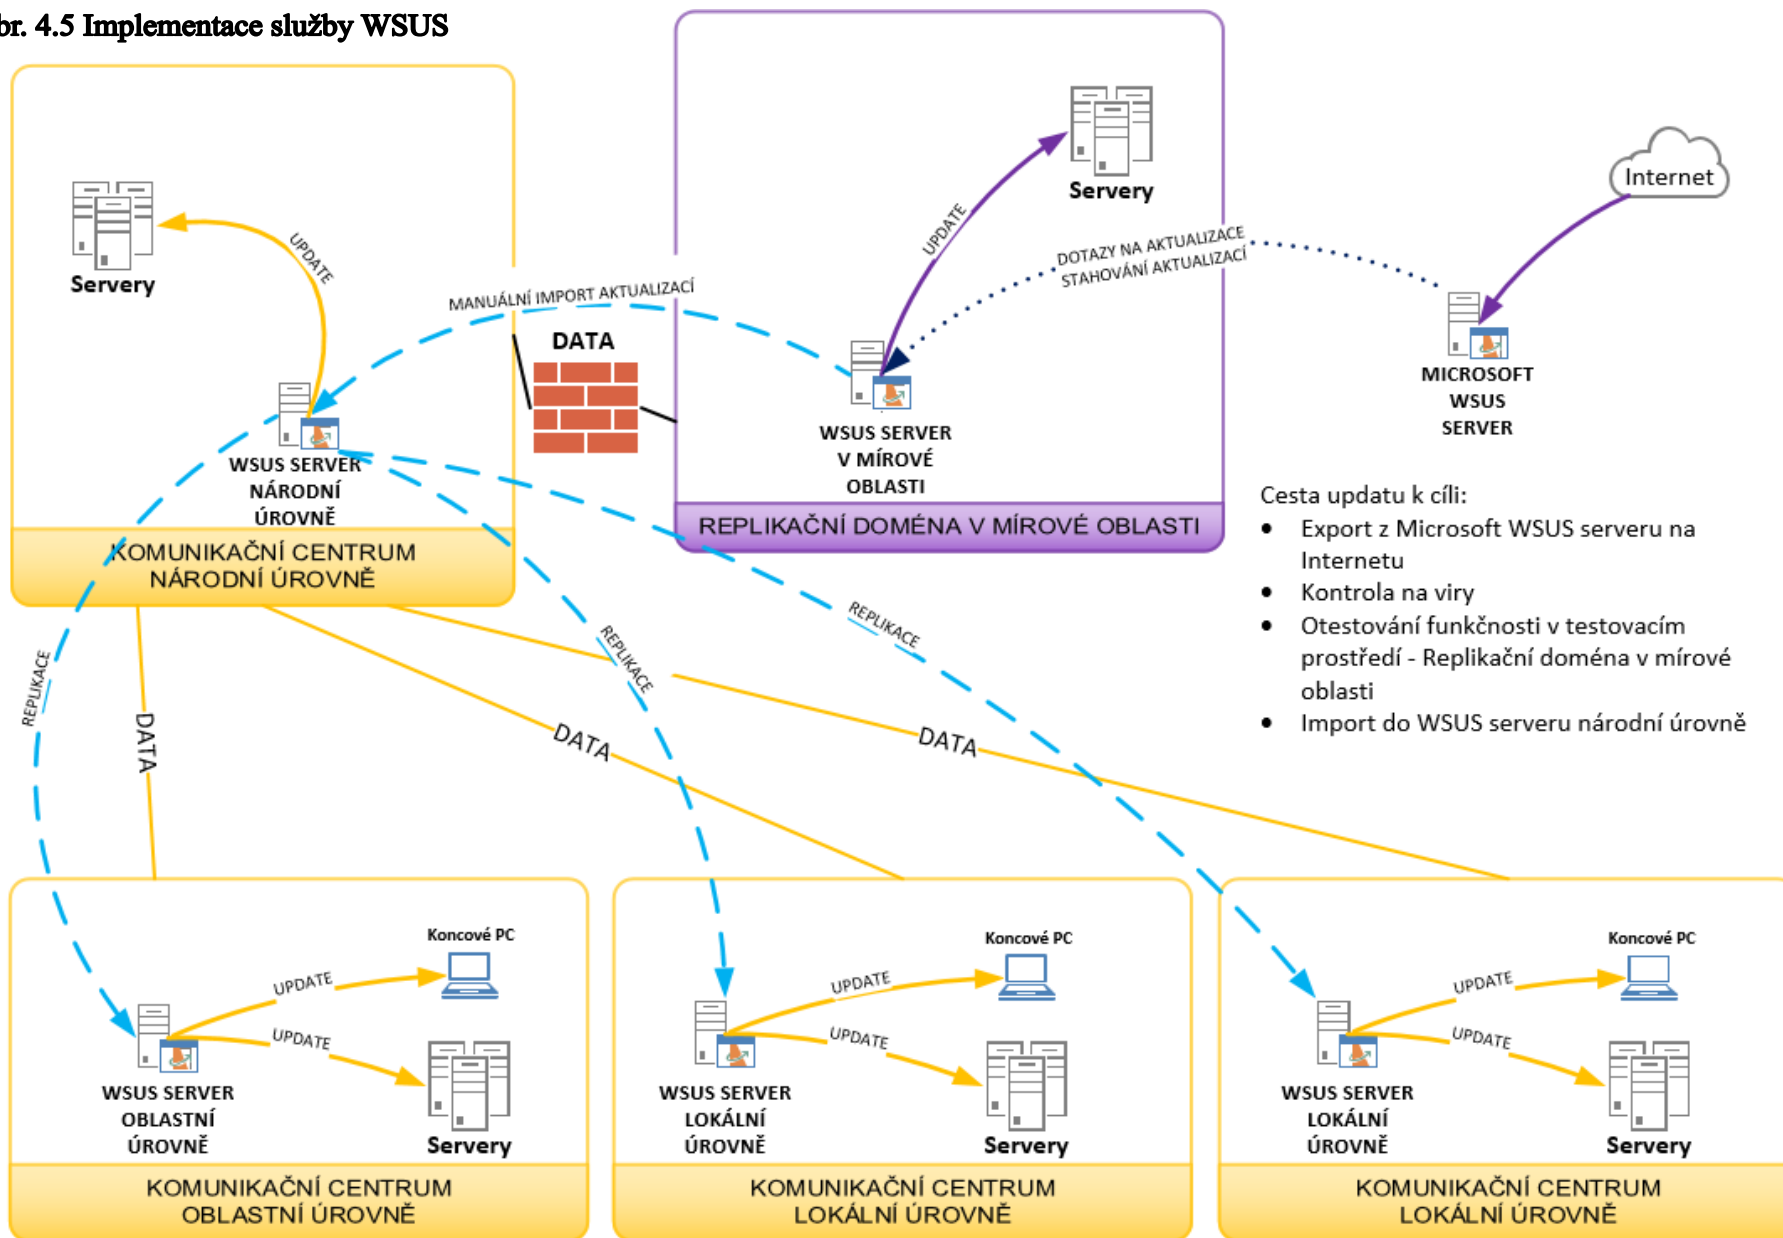 br. 4.5 Implementace služby WSUS
Servery
UPDATE
WSUS SERVER
NÁRODNÍ
ÚROVNĚ
KOMUNIKAČNÍ CENTRUM
NÁRODNÍ ÚROVNĚ
MANUÁLNÍ IMPORT AKTUALIZACÍ
DATA
Servery
UPDATE
DOTAZY NA AKTUALIZACE
STAHOVÁNÍ AKTUALIZACÍ
WSUS SERVER
V MÍROVÉ
OBLASTI
REPLIKAČNÍ DOMÉNA V MÍROVÉ OBLASTI
Internet
MICROSOFT
WSUS
SERVER
Cesta updatu k cíli:
• Export z Microsoft WSUS serveru na
Internetu
• Kontrola na viry
• Otestování funkčnosti v testovacím
prostředí - Replikační doména v mírové
oblasti
• Import do WSUS serveru národní úrovně
REPLIKACE
REPLIKACE
REPLIKACE
DATA
DATA
DATA
Koncové PC
UPDATE
UPDATE
WSUS SERVER
OBLASTNÍ
ÚROVNĚ
Servery
KOMUNIKAČNÍ CENTRUM
OBLASTNÍ ÚROVNĚ
Koncové PC
UPDATE
UPDATE
WSUS SERVER
LOKÁLNÍ
ÚROVNĚ
Servery
KOMUNIKAČNÍ CENTRUM
LOKÁLNÍ ÚROVNĚ
Koncové PC
UPDATE
UPDATE
WSUS SERVER
LOKÁLNÍ
ÚROVNĚ
Servery
KOMUNIKAČNÍ CENTRUM
LOKÁLNÍ ÚROVNĚ